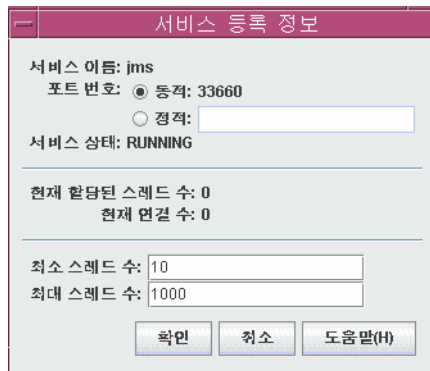 서비스 등록 정보
서비스 이름: jms
포트 번호: 동적: 33660
정적:
서비스 상태: RUNNING
현재 할당된 스레드 수: 0
현재 연결 수: 0
최소 스레드 수: 10
최대 스레드 수: 1000
확인 취소 도움말(H)